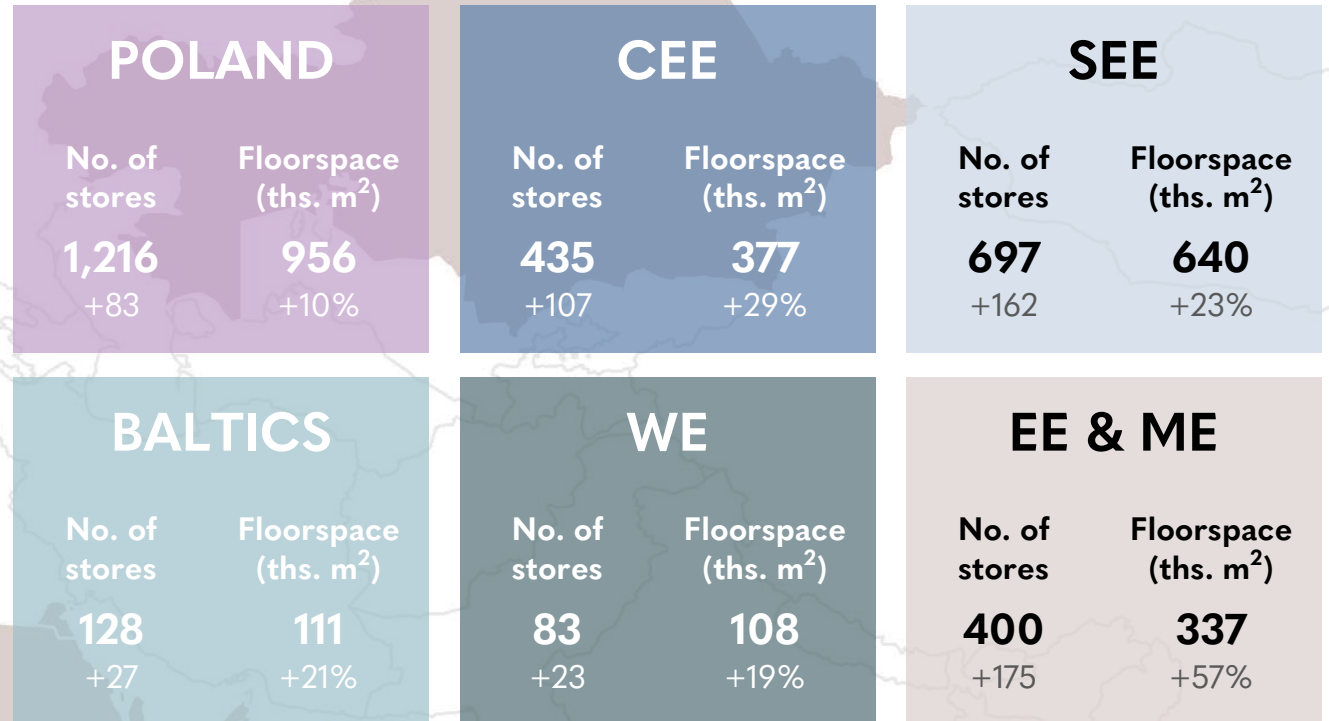 POLAND
No. of
stores
Floorspace
(ths. m²)
1,216
956
+83
+10%
CEE
No. of
stores
Floorspace
(ths. m²)
435
377
+107
+29%
SEE
No. of
stores
Floorspace
(ths. m²)
697
640
+162
+23%
BALTICS
No. of
stores
Floorspace
(ths. m²)
128
111
+27
+21%
WE
No. of
stores
Floorspace
(ths. m²)
83
108
+23
+19%
EE & ME
No. of
stores
Floorspace
(ths. m²)
400
337
+175
+57%